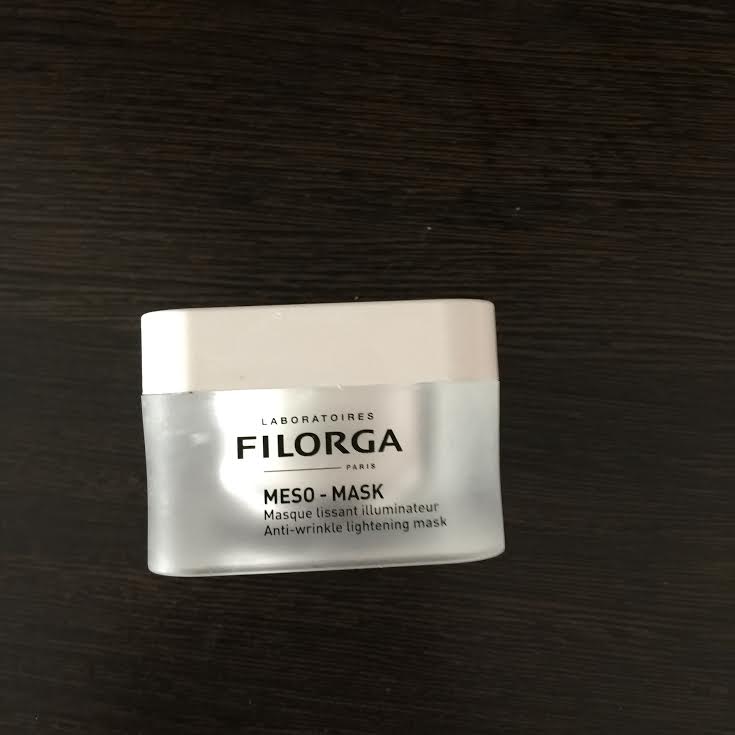 LABORATOIRES
FILORGA
PARIS
MESO - MASK
Masque lissant illuminateur
Anti-wrinkle lightening mask